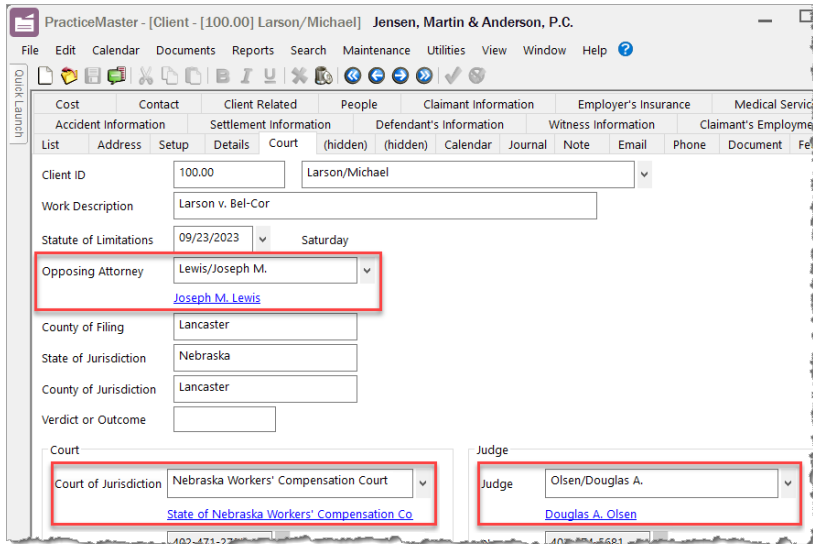 PracticeMaster - [Client - [100.00] Larson/Michael] Jensen, Martin & Anderson, P.C.
File Edit Calendar Documents Reports Search Maintenance Utilities View Window Help ?
Quick Launch
B I U
Cost Contact Client Related People Claimant Information Employer's Insurance Medical Servic
Accident Information Settlement Information Defendant's Information Witness Information Claimant's Employme
List Address Setup Details Court (hidden) (hidden) Calendar Journal Note Email Phone Document Fe
Client ID 100.00 Larson/Michael
Work Description Larson v. Bel-Cor
Statute of Limitations 09/23/2023 Saturday
Opposing Attorney Lewis/Joseph M.
Joseph M. Lewis
County of Filing Lancaster
State of Jurisdiction Nebraska
County of Jurisdiction Lancaster
Verdict or Outcome
Court Judge
Court of Jurisdiction Nebraska Workers' Compensation Court Judge Olsen/Douglas A.
State of Nebraska Workers' Compensation Co Douglas A. Olsen